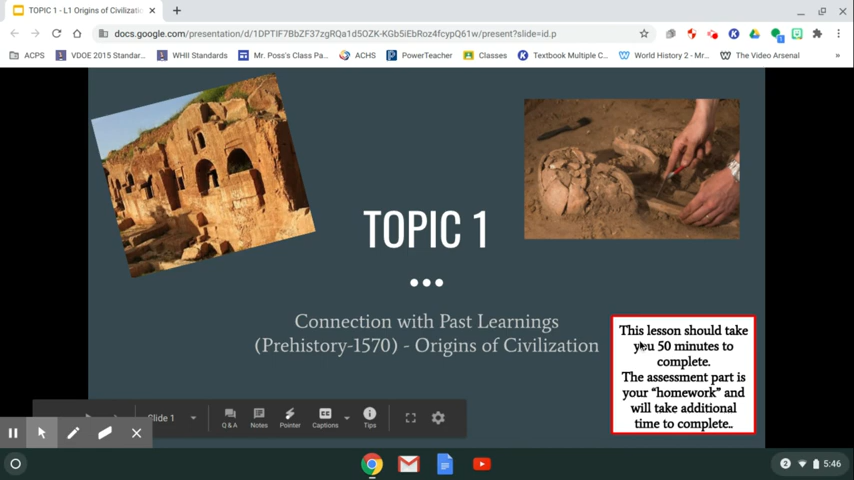 TOPIC 1 - L1 Origins of Civilizatio
docs.google.com/presentation/d/1DPTIF7BbZF37zgRQa1d5OZK-KGb5iEbRoz4fcypQ61w/present?slide=id.p
ACPS
VDOE 2015 Standar...
WHII Standards
Mr. Poss's Class Pa...
ACHS
PowerTeacher
Classes
Textbook Multiple C...
World History 2 - Mr...
The Video Arsenal
»
TOPIC 1
Connection with Past Learnings
(Prehistory-1570) - Origins of Civilization
This lesson should take
you 50 minutes to
complete.
The assessment part is
your “homework” and
will take additional
time to complete..
Slide 1
Q & A
Notes
Pointer
Captions
Tips
2
5:46